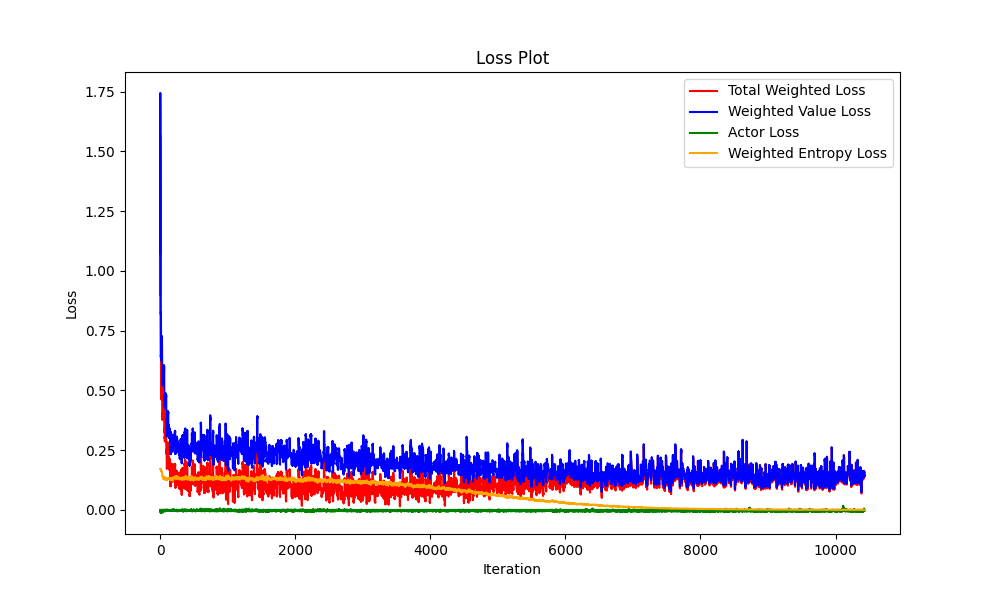 Loss Plot
Total Weighted Loss
Weighted Value Loss
Actor Loss
Weighted Entropy Loss
1.75
1.50
1.25
1.00
0.75
0.50
0.25
0.00
Loss
0 2000 4000 6000 8000 10000
Iteration